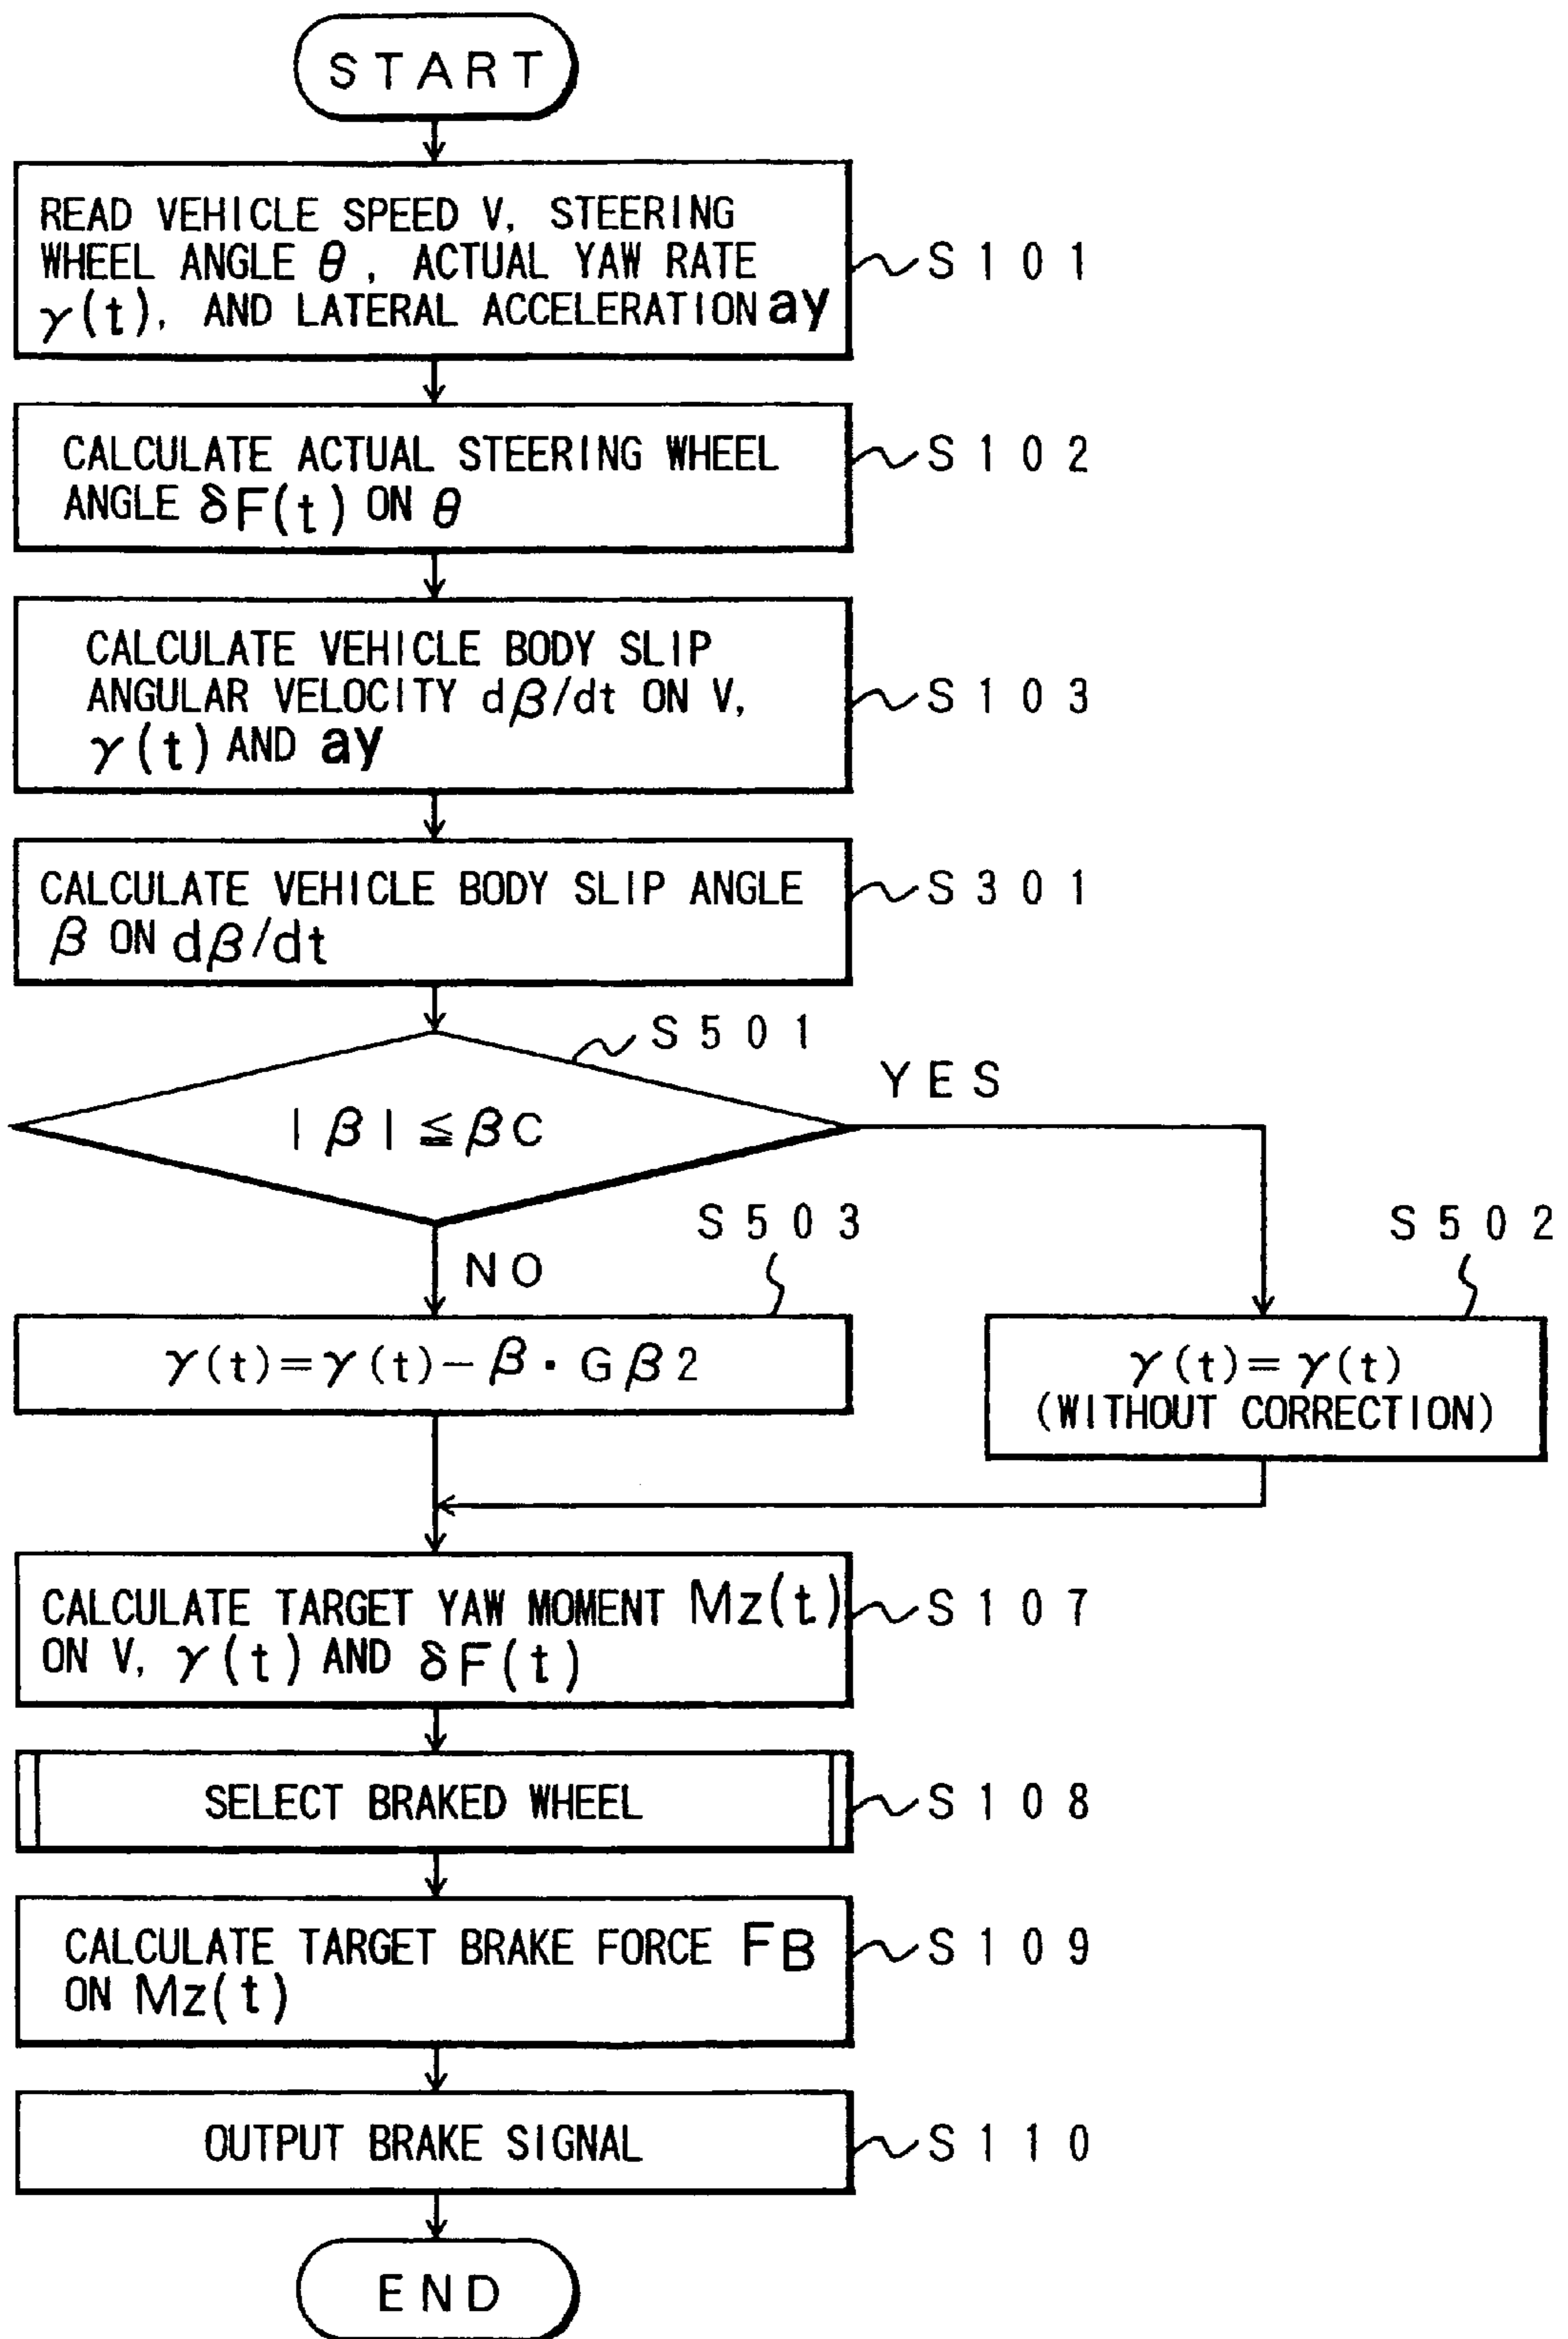 START
READ VEHICLE SPEED V, STEERING
WHEEL ANGLE θ, ACTUAL YAW RATE
γ(t), AND LATERAL ACCELERATION ay
S101
CALCULATE ACTUAL STEERING WHEEL
ANGLE δF(t) ON θ
S102
CALCULATE VEHICLE BODY SLIP
ANGULAR VELOCITY dβ/dt ON V,
γ(t) AND ay
S103
CALCULATE VEHICLE BODY SLIP ANGLE
β ON dβ/dt
S301
S501
|β|≦βC
YES
NO
S503
γ(t)=γ(t)-β·Gβ2
S502
γ(t)=γ(t)
(WITHOUT CORRECTION)
CALCULATE TARGET YAW MOMENT Mz(t)
ON V, γ(t) AND δF(t)
S107
SELECT BRAKED WHEEL
S108
CALCULATE TARGET BRAKE FORCE FB
ON Mz(t)
S109
OUTPUT BRAKE SIGNAL
S110
END